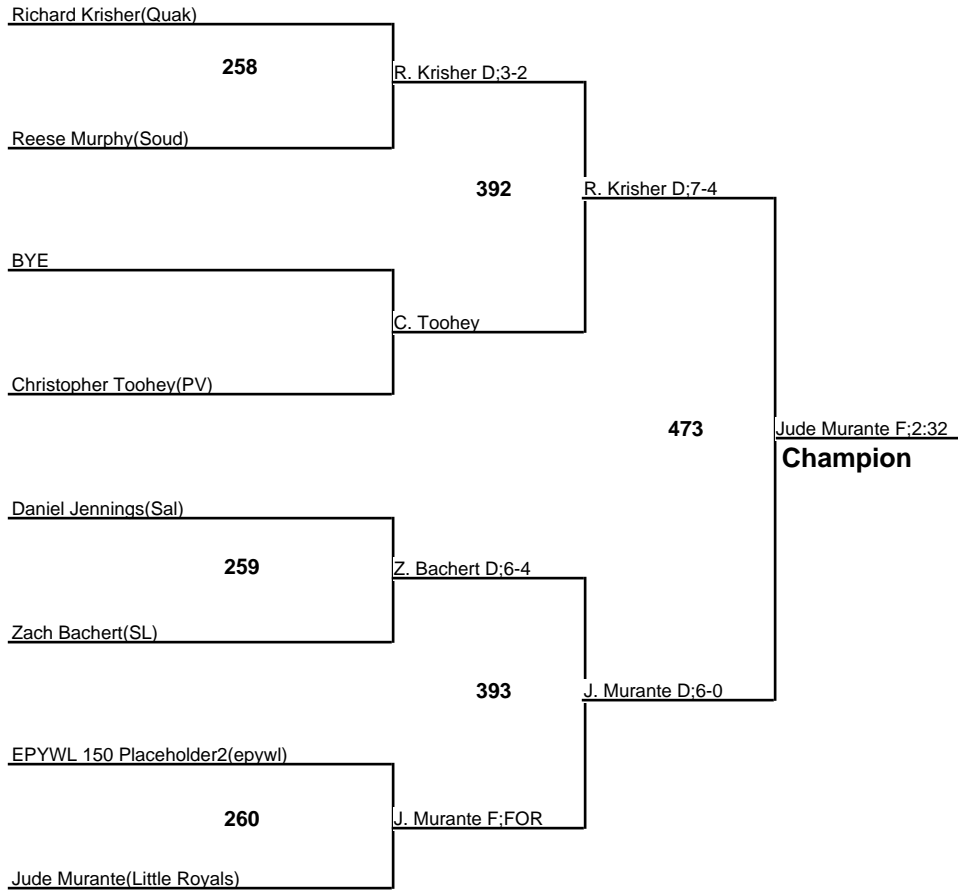 Richard Krisher(Quak)
258
R. Krisher D;3-2
Reese Murphy(Soud)
392
R. Krisher D;7-4
BYE
C. Toohey
Christopher Toohey(PV)
473
Jude Murante F;2:32
Champion
Daniel Jennings(Sal)
259
Z. Bachert D;6-4
Zach Bachert(SL)
393
J. Murante D;6-0
EPYWL 150 Placeholder2(epywl)
260
J. Murante F;FOR
Jude Murante(Little Royals)